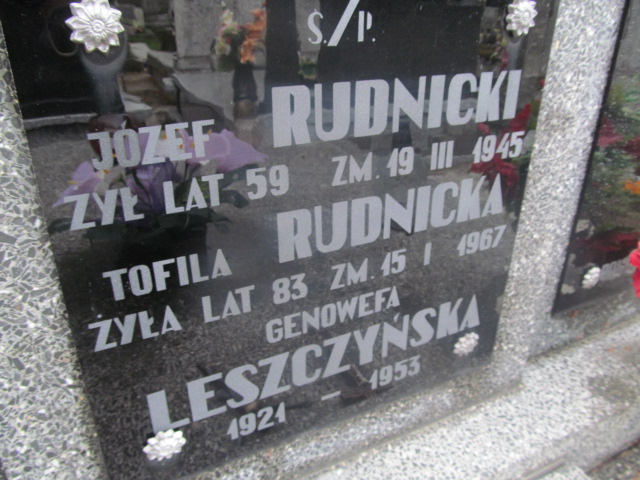 Ś./P.
JÓZEF RUDNICKI
ŻYŁ LAT 59 ZM. 19 III 1945
RUDNICKA
TOFILA
ŻYŁA LAT 83 ZM. 15 I 1967
GENOWEFA
LESZCZYŃSKA
1921 – 1953